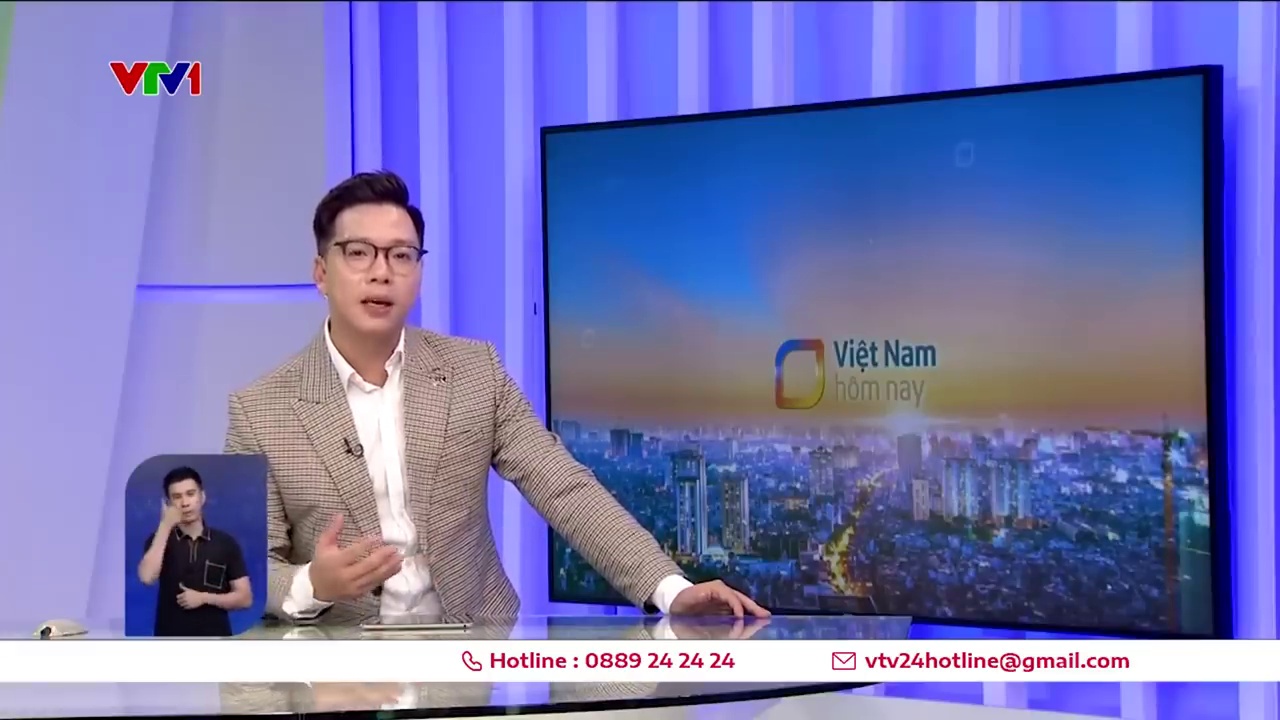 VTV1
Việt Nam
hôm nay
Hotline : 0889 24 24 24
vtv24hotline@gmail.com